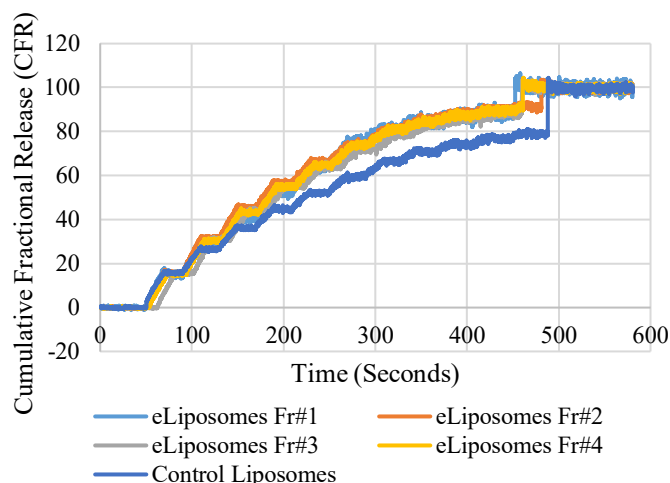 Cumulative Fractional Release (CFR)
120
100
80
60
40
20
0
-20
0 100 200 300 400 500 600
Time (Seconds)
eLiposomes Fr#1 eLiposomes Fr#2
eLiposomes Fr#3 eLiposomes Fr#4
Control Liposomes